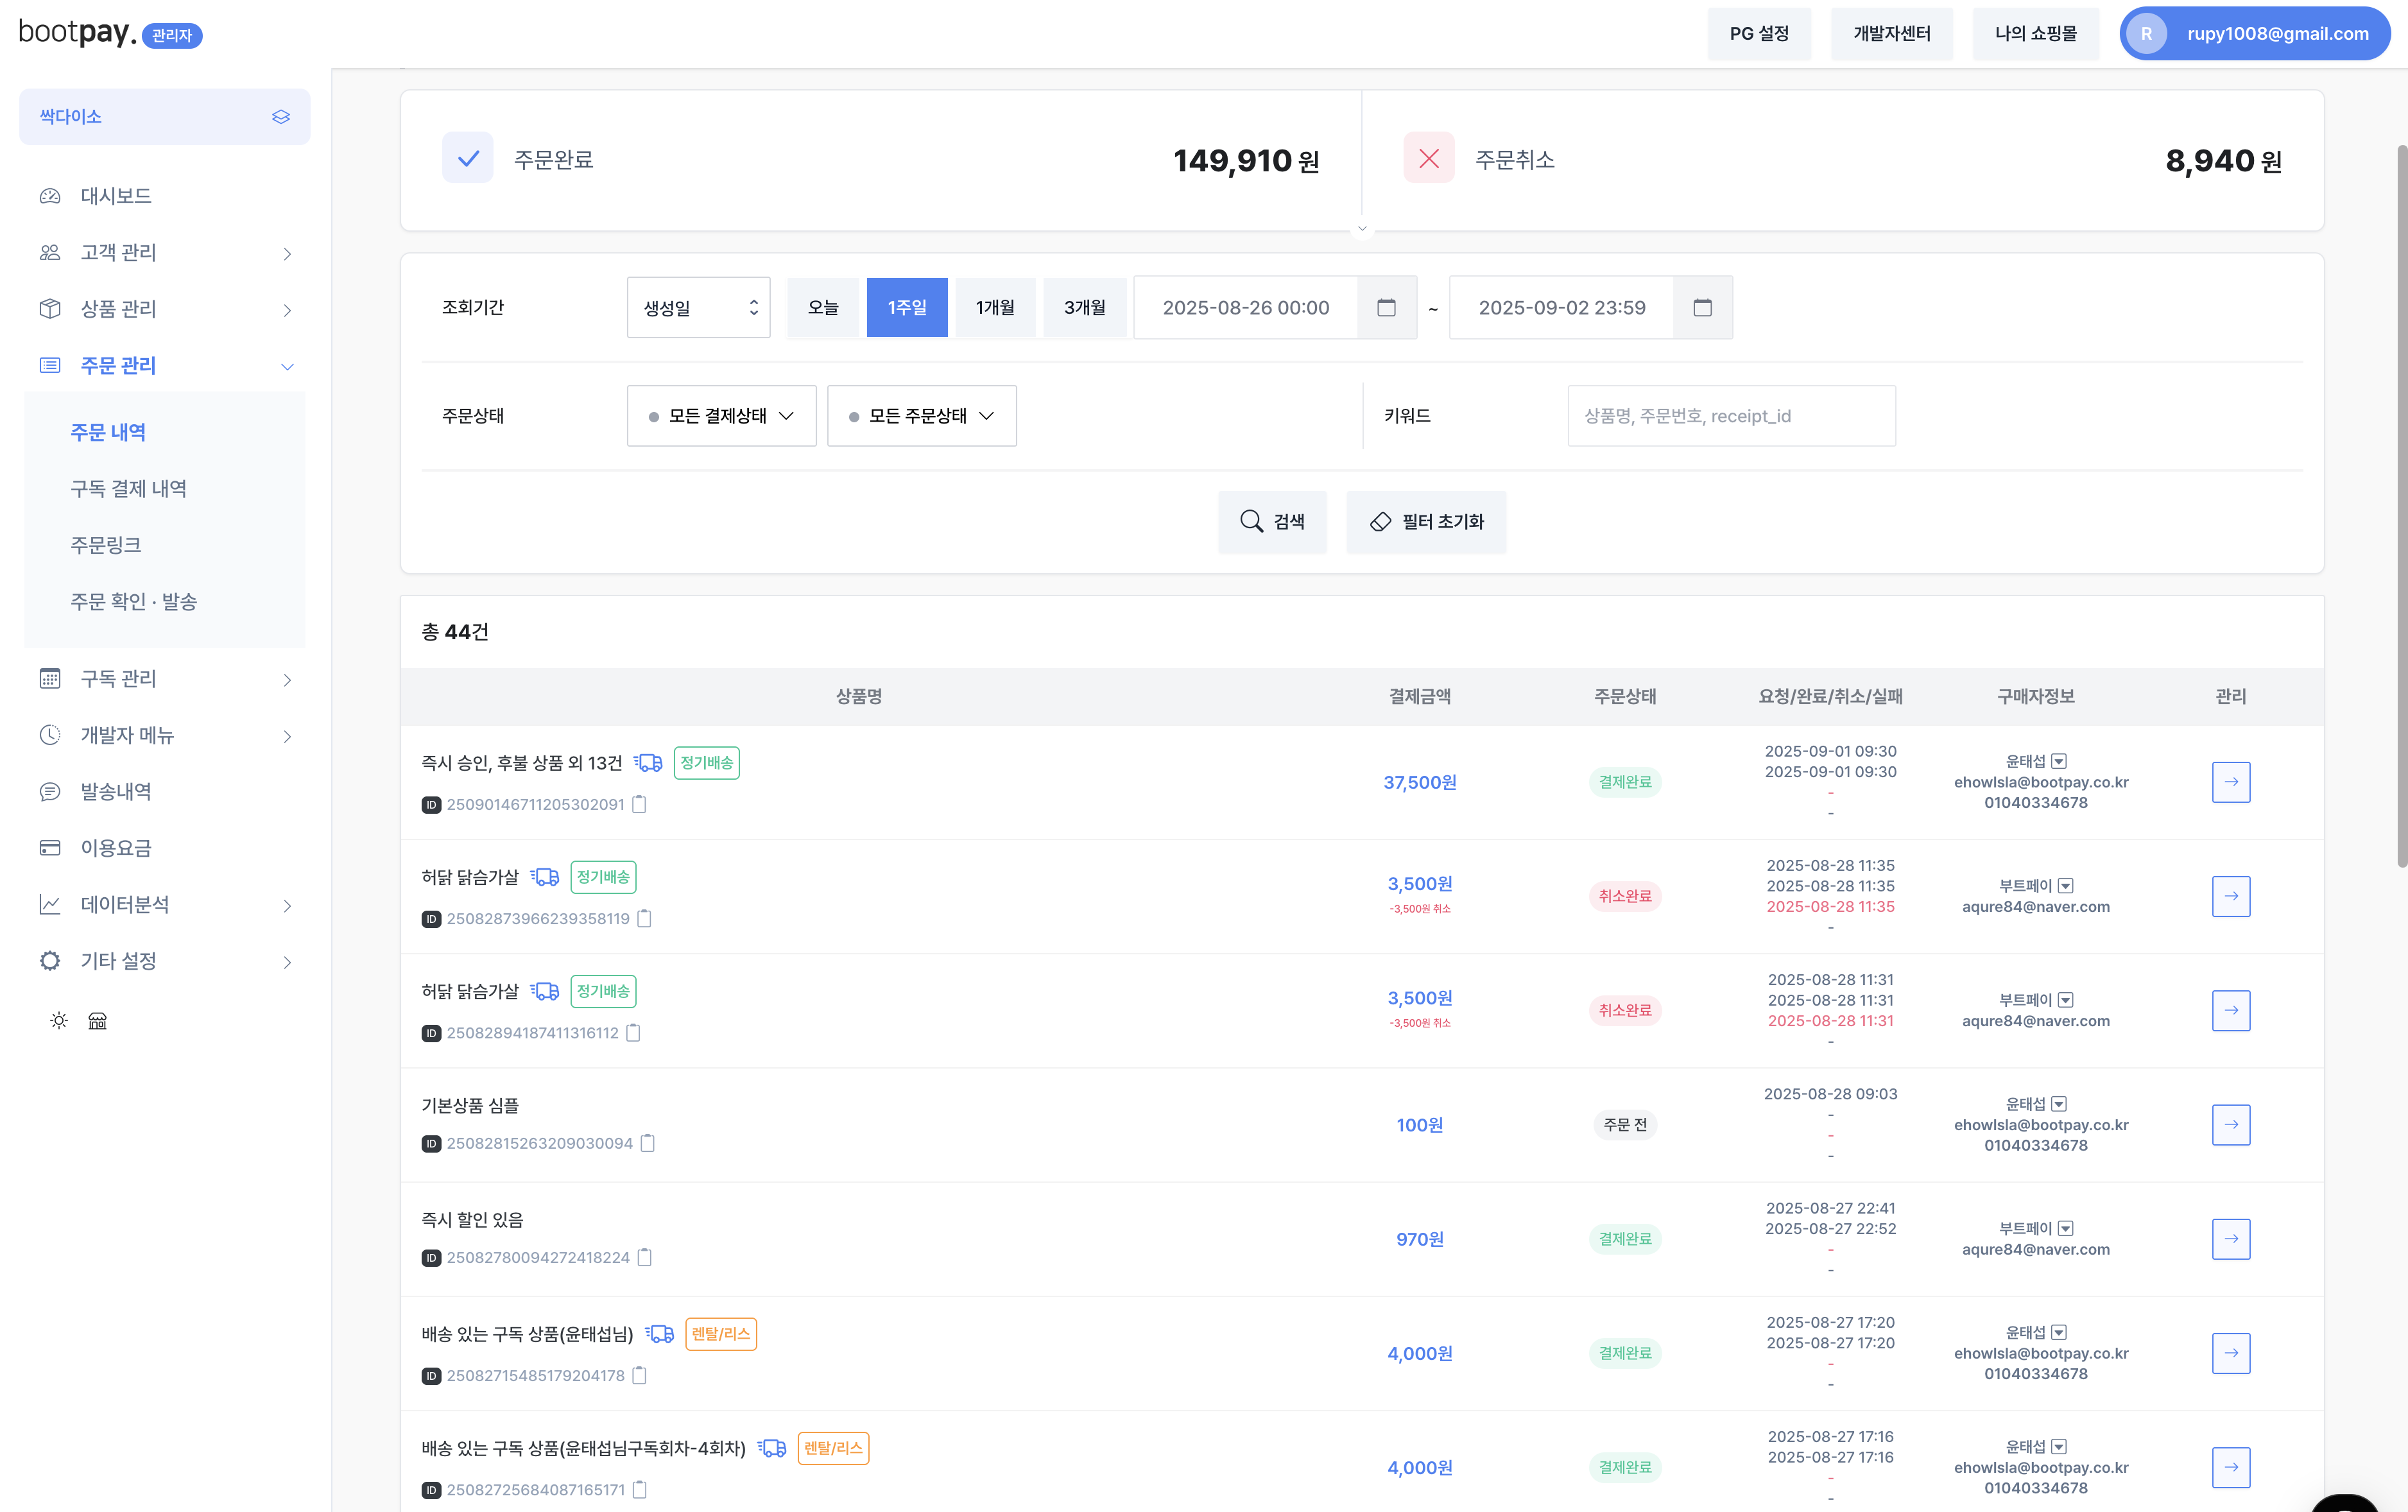 bootpay. 관리자
PG 설정
개발자센터
나의 쇼핑몰
R rupy1008@gmail.com
싹다이소
대시보드
고객 관리
상품 관리
주문 관리
주문 내역
구독 결제 내역
주문링크
주문 확인 · 발송
구독 관리
개발자 메뉴
발송내역
이용요금
데이터분석
기타 설정
주문완료 149,910 원
주문취소 8,940 원
조회기간 생성일 오늘 1주일 1개월 3개월 2025-08-26 00:00 ~ 2025-09-02 23:59
주문상태 모든 결제상태 모든 주문상태 키워드 상품명, 주문번호, receipt_id
검색 필터 초기화
총 44건
상품명 결제금액 주문상태 요청/완료/취소/실패 구매자정보 관리
즉시 승인, 후불 상품 외 13건 정기배송
ID 25090146711205302091
37,500원
결제완료
2025-09-01 09:30
2025-09-01 09:30
-
-
윤태섭
ehowlsla@bootpay.co.kr
01040334678
허닭 닭슴가살 정기배송
ID 25082873966239358119
3,500원
-3,500원 취소
취소완료
2025-08-28 11:35
2025-08-28 11:35
2025-08-28 11:35
-
부트페이
aqure84@naver.com
허닭 닭슴가살 정기배송
ID 25082894187411316112
3,500원
-3,500원 취소
취소완료
2025-08-28 11:31
2025-08-28 11:31
2025-08-28 11:31
-
부트페이
aqure84@naver.com
기본상품 심플
ID 25082815263209030094
100원
주문 전
2025-08-28 09:03
-
-
-
윤태섭
ehowlsla@bootpay.co.kr
01040334678
즉시 할인 있음
ID 25082780094272418224
970원
결제완료
2025-08-27 22:41
2025-08-27 22:52
-
-
부트페이
aqure84@naver.com
배송 있는 구독 상품(윤태섭님) 렌탈/리스
ID 25082715485179204178
4,000원
결제완료
2025-08-27 17:20
2025-08-27 17:20
-
-
윤태섭
ehowlsla@bootpay.co.kr
01040334678
배송 있는 구독 상품(윤태섭님구독회차-4회차) 렌탈/리스
ID 25082725684087165171
4,000원
결제완료
2025-08-27 17:16
2025-08-27 17:16
-
-
윤태섭
ehowlsla@bootpay.co.kr
01040334678